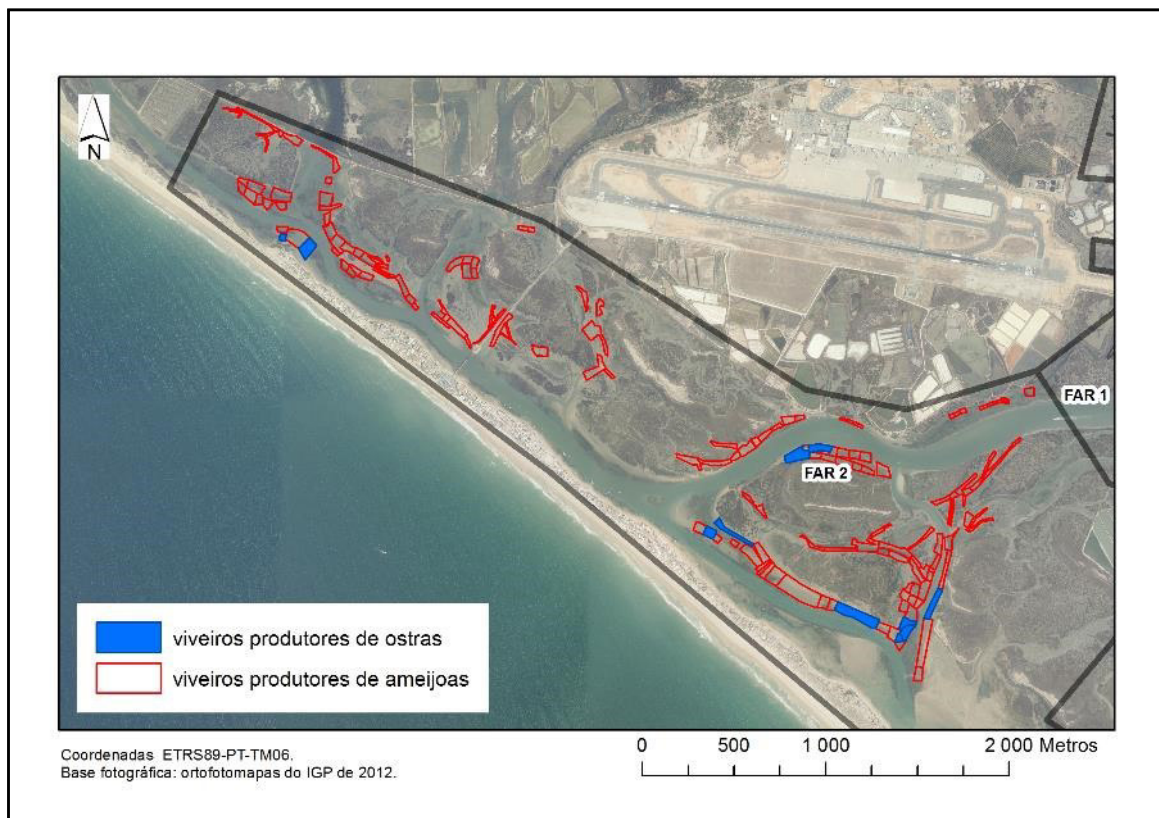 N
FAR 1
FAR 2
viveiros produtores de ostras
viveiros produtores de ameijoas
Coordenadas ETRS89-PT-TM06.
Base fotográfica: ortofotomapas do IGP de 2012.
0 500 1 000 2 000 Metros